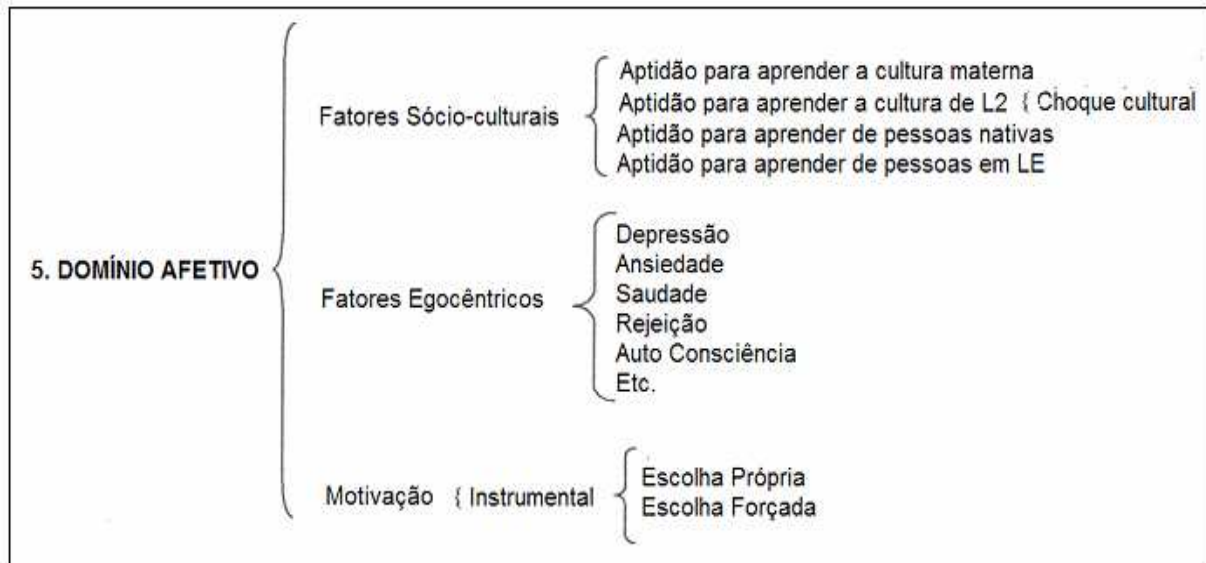 Aptidão para aprender a cultura materna
Fatores Sócio-culturais
Aptidão para aprender a cultura de L2 { Choque cultural
Aptidão para aprender de pessoas nativas
Aptidão para aprender de pessoas em LE
5. DOMÍNIO AFETIVO
Fatores Egocêntricos
Depressão
Ansiedade
Saudade
Rejeição
Auto Consciência
Etc.
Motivação { Instrumental
Escolha Própria
Escolha Forçada